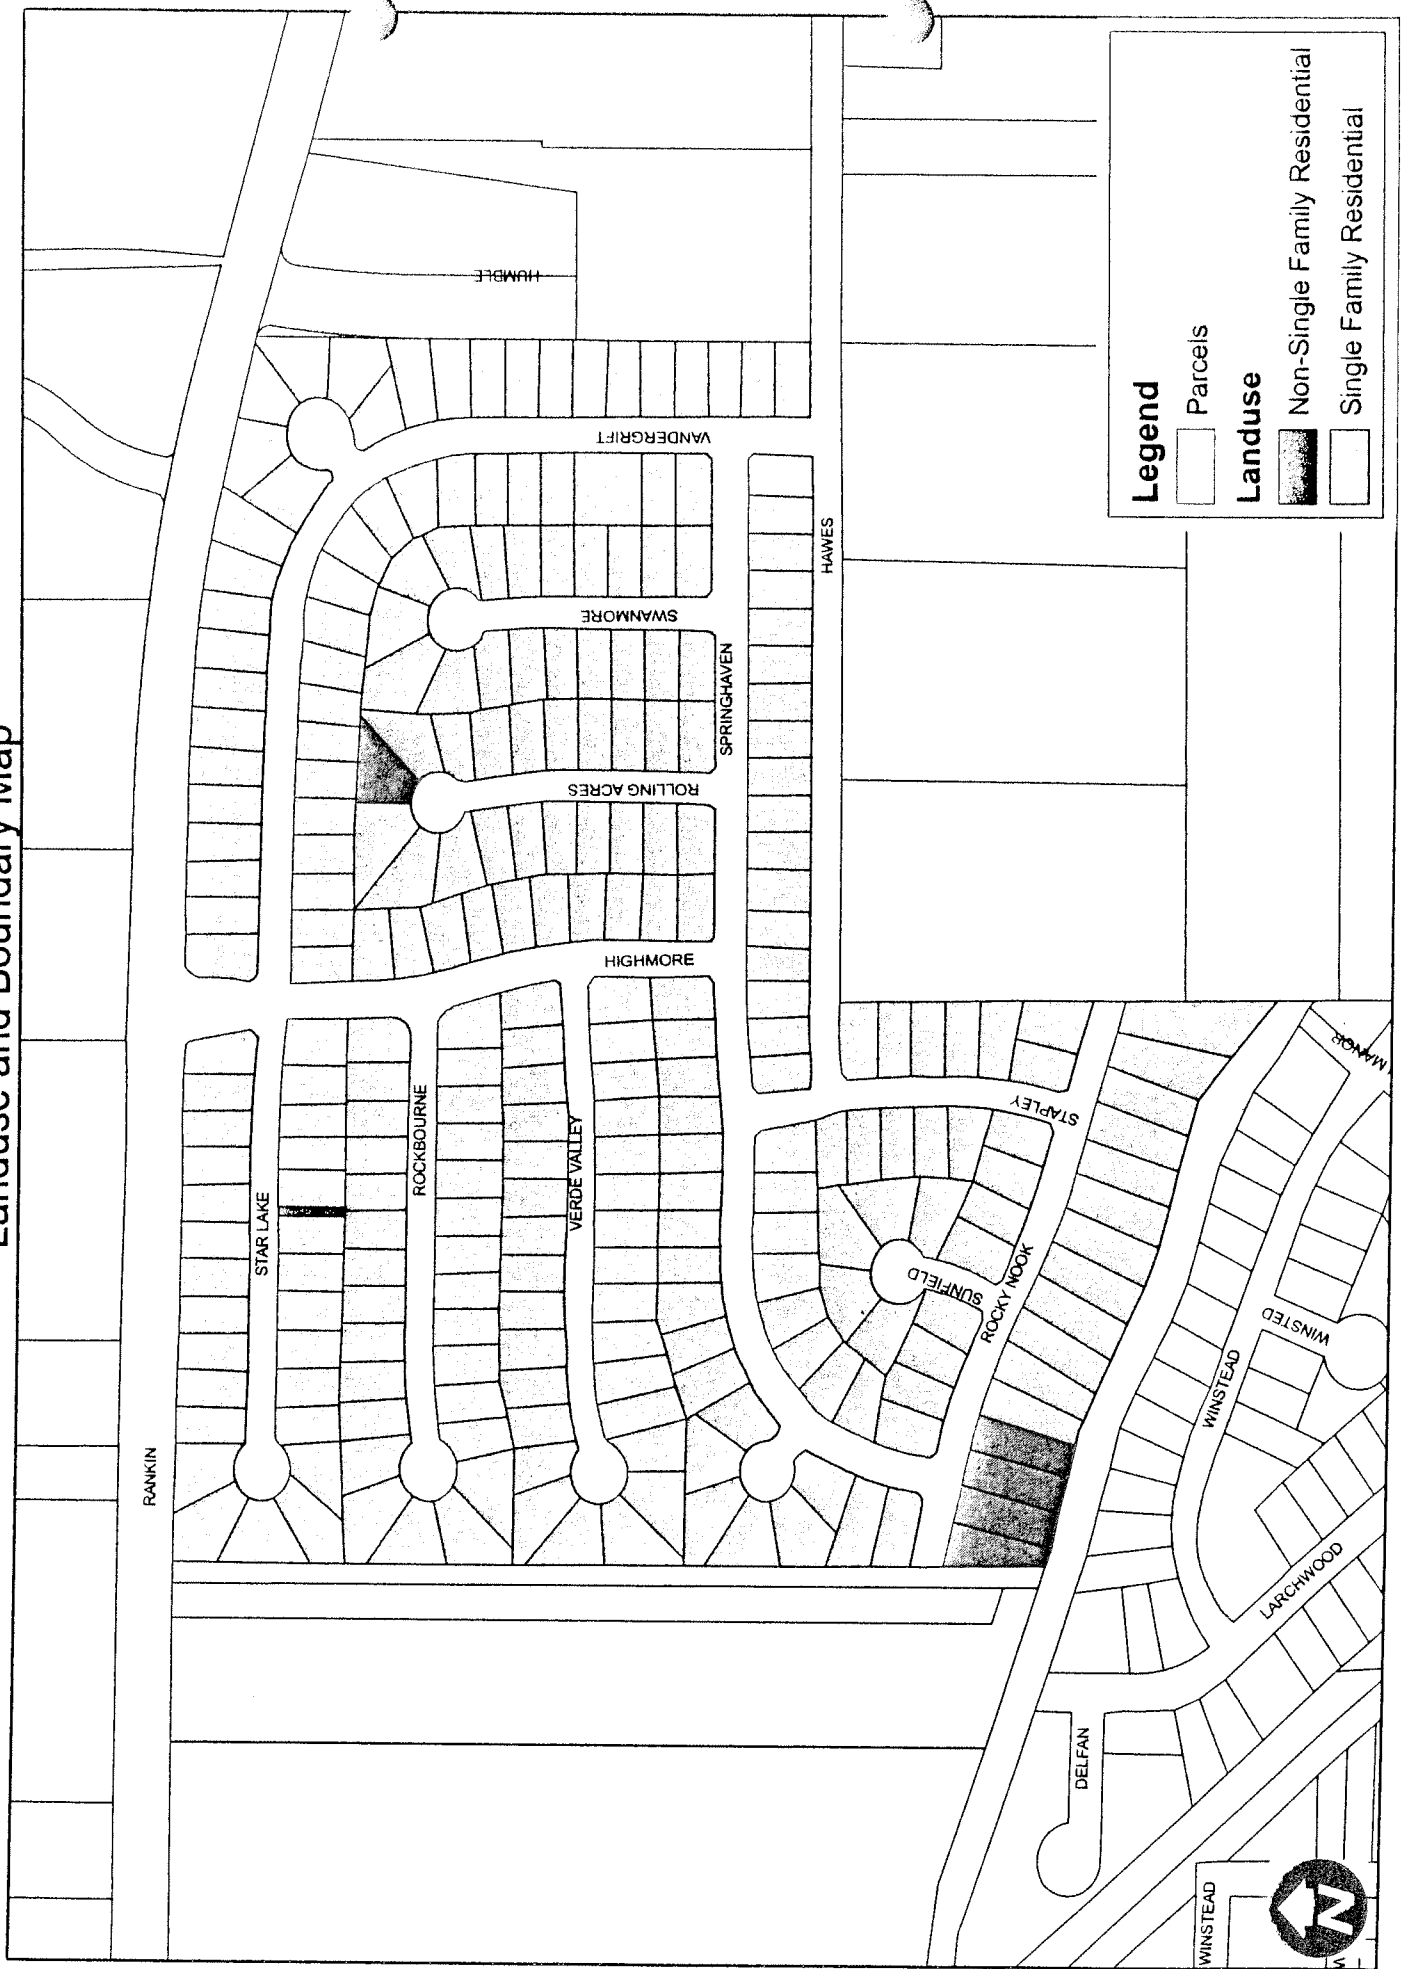 Landuse and Boundary Map
HUMBLE
VANDERGRIFT
HAWES
SWANMORE
SPRINGHAVEN
ROLLING ACRES
HIGHMORE
STAR LAKE
ROCKBOURNE
VERDE VALLEY
STAPLEY
SUNFIELD
ROCKY NOOK
RANKIN
MANOR
WINSTED
WINSTEAD
LARCHWOOD
DELFAN
WINSTEAD
W
N
Legend
Parcels
Landuse
Non-Single Family Residential
Single Family Residential